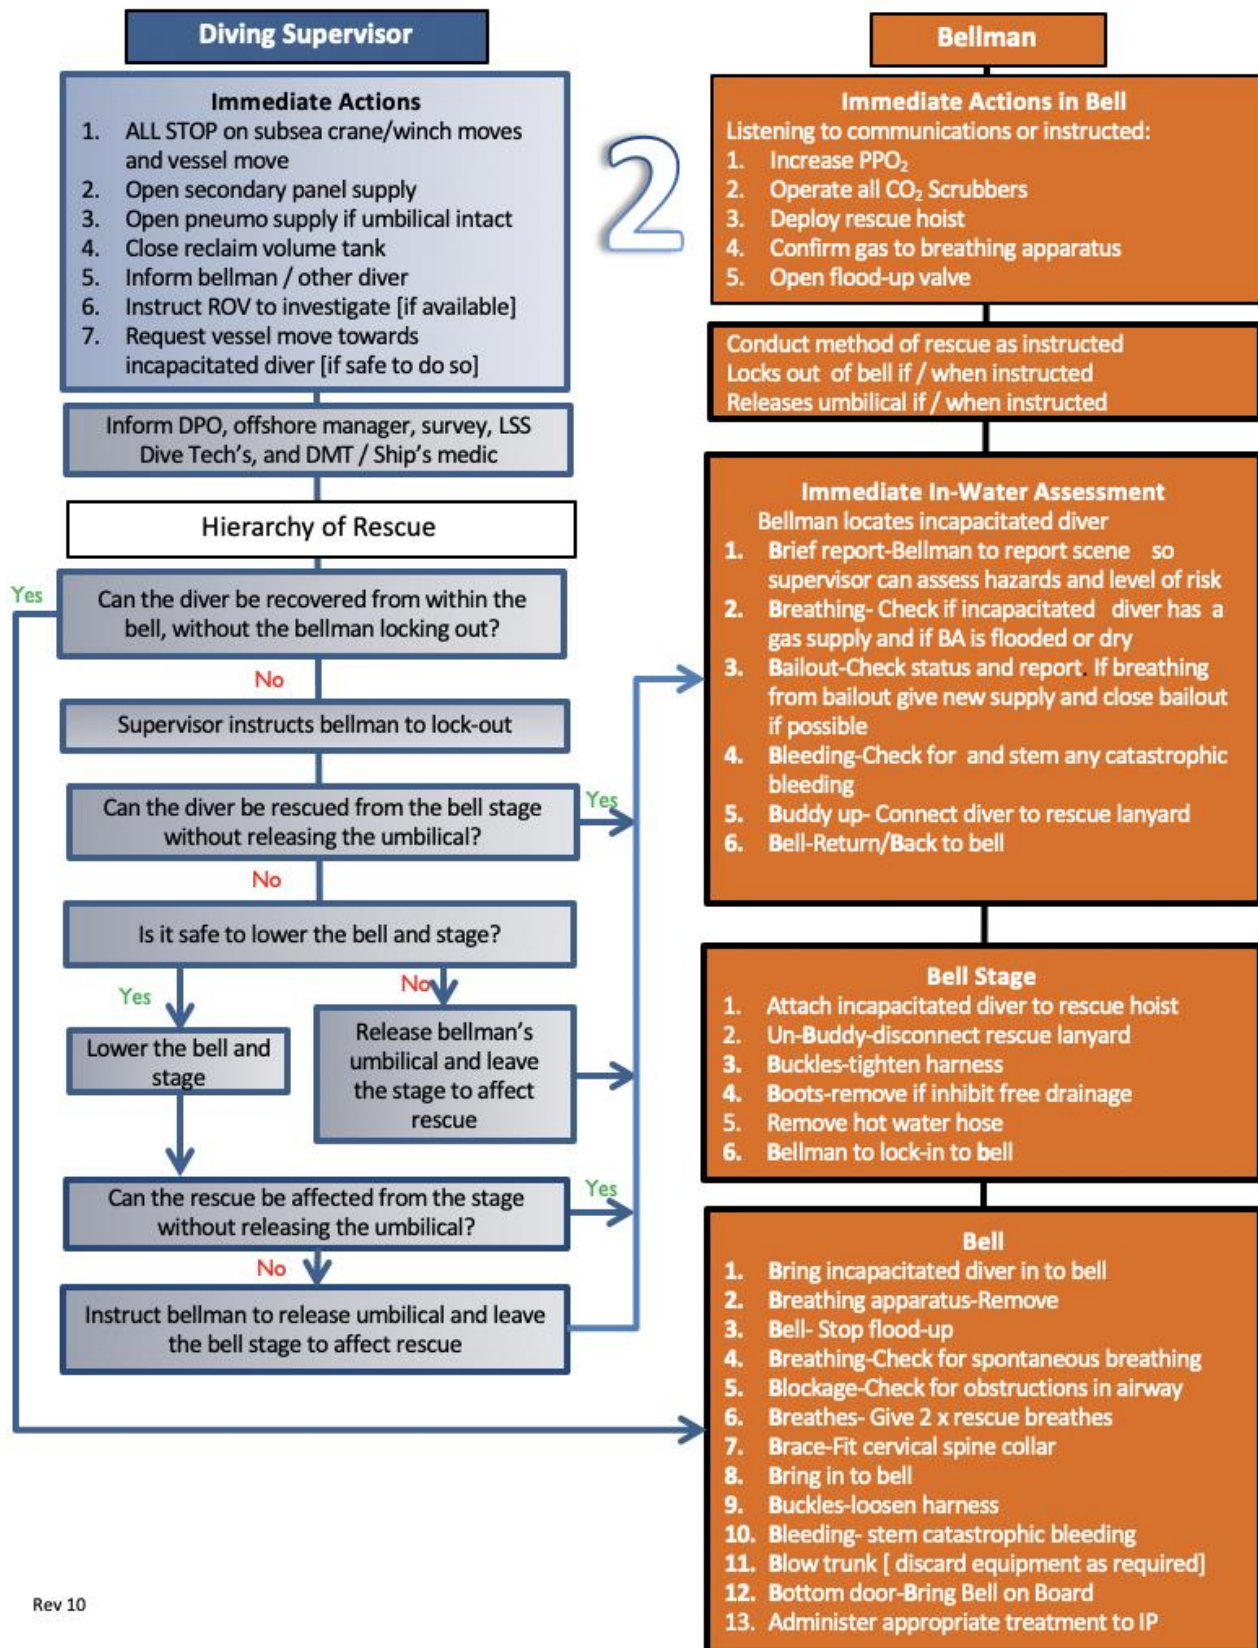 Diving Supervisor
Immediate Actions
1. ALL STOP on subsea crane/winch moves
and vessel move
2. Open secondary panel supply
3. Open pneumo supply if umbilical intact
4. Close reclaim volume tank
5. Inform bellman / other diver
6. Instruct ROV to investigate [if available]
7. Request vessel move towards
incapacitated diver [if safe to do so]
Inform DPO, offshore manager, survey, LSS
Dive Tech's, and DMT / Ship's medic
Hierarchy of Rescue
Yes
Can the diver be recovered from within the
bell, without the bellman locking out?
No
Supervisor instructs bellman to lock-out
Can the diver be rescued from the bell stage
without releasing the umbilical?
Yes
No
Is it safe to lower the bell and stage?
Yes
No
Lower the bell and
stage
Release bellman's
umbilical and leave
the stage to affect
rescue
Can the rescue be affected from the stage
without releasing the umbilical?
Yes
No
Instruct bellman to release umbilical and leave
the bell stage to affect rescue
Rev 10
2
Bellman
Immediate Actions in Bell
Listening to communications or instructed:
1. Increase PPO₂
2. Operate all CO₂ Scrubbers
3. Deploy rescue hoist
4. Confirm gas to breathing apparatus
5. Open flood-up valve
Conduct method of rescue as instructed
Locks out of bell if / when instructed
Releases umbilical if / when instructed
Immediate In-Water Assessment
Bellman locates incapacitated diver
1. Brief report-Bellman to report scene so
supervisor can assess hazards and level of risk
2. Breathing- Check if incapacitated diver has a
gas supply and if BA is flooded or dry
3. Bailout-Check status and report. If breathing
from bailout give new supply and close bailout
if possible
4. Bleeding-Check for and stem any catastrophic
bleeding
5. Buddy up- Connect diver to rescue lanyard
6. Bell-Return/Back to bell
Bell Stage
1. Attach incapacitated diver to rescue hoist
2. Un-Buddy-disconnect rescue lanyard
3. Buckles-tighten harness
4. Boots-remove if inhibit free drainage
5. Remove hot water hose
6. Bellman to lock-in to bell
Bell
1. Bring incapacitated diver in to bell
2. Breathing apparatus-Remove
3. Bell- Stop flood-up
4. Breathing-Check for spontaneous breathing
5. Blockage-Check for obstructions in airway
6. Breathes- Give 2 x rescue breathes
7. Brace-Fit cervical spine collar
8. Bring in to bell
9. Buckles-loosen harness
10. Bleeding- stem catastrophic bleeding
11. Blow trunk [ discard equipment as required]
12. Bottom door-Bring Bell on Board
13. Administer appropriate treatment to IP